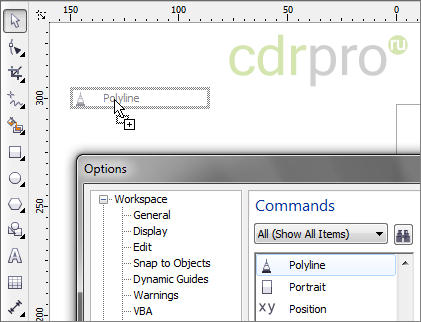 150 100 50 0
cdrpro ru
300
Polyline
250
200
Options
Workspace
General
Display
Edit
Snap to Objects
Dynamic Guides
Warnings
VBA
Commands
All (Show All Items)
Polyline
Portrait
xy Position